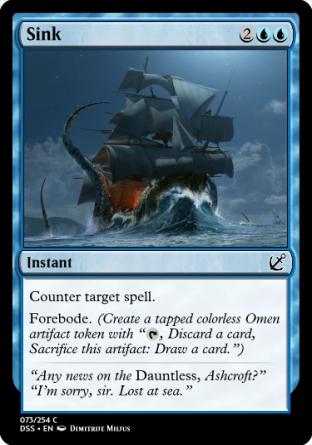 Sink 2
Instant
Counter target spell.
Forebode. (Create a tapped colorless Omen
artifact token with “, Discard a card,
Sacrifice this artifact: Draw a card.”)
“Any news on the Dauntless, Ashcroft?”
“I’m sorry, sir. Lost at sea.”
073/254 C
DSS • EN Dimitrije Miljus